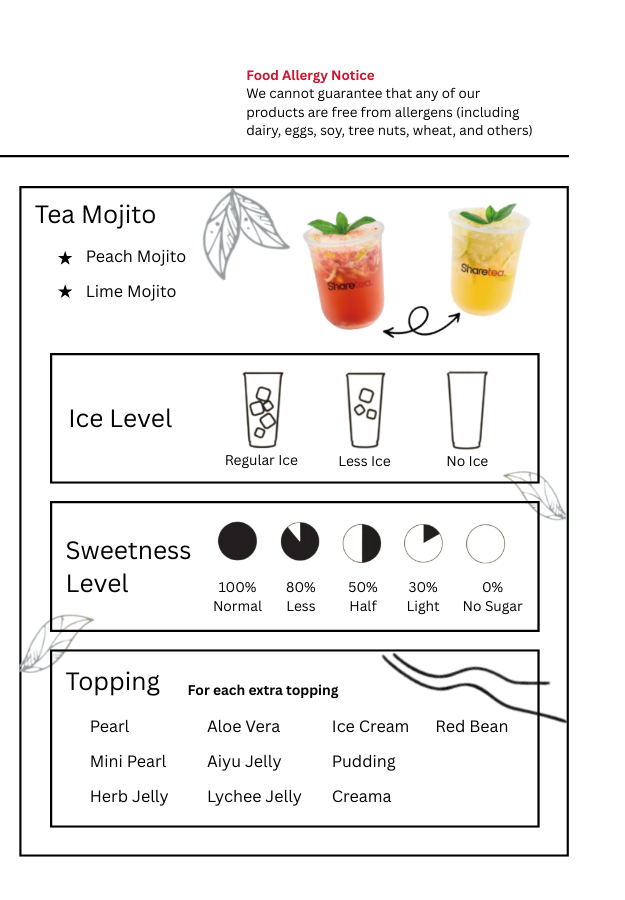 Food Allergy Notice
We cannot guarantee that any of our
products are free from allergens (including
dairy, eggs, soy, tree nuts, wheat, and others)
Tea Mojito
★ Peach Mojito
★ Lime Mojito
Sharetea.
Sharetea.
Ice Level
Regular Ice Less Ice No Ice
Sweetness
Level
100% 80% 50% 30% 0%
Normal Less Half Light No Sugar
Topping
For each extra topping
Pearl Aloe Vera Ice Cream Red Bean
Mini Pearl Aiyu Jelly Pudding
Herb Jelly Lychee Jelly Creama